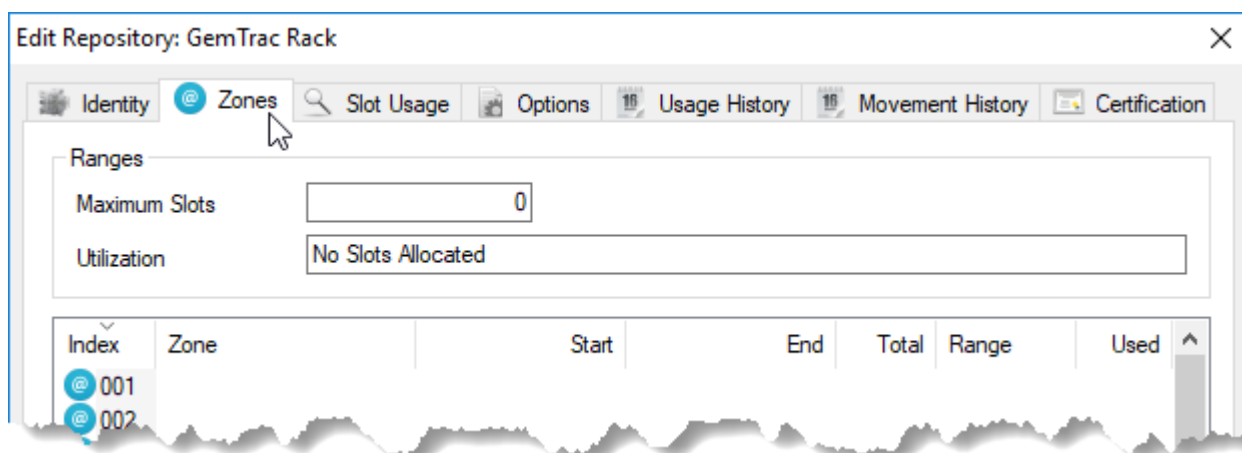 Edit Repository: GemTrac Rack
Identity Zones Slot Usage Options Usage History Movement History Certification
Ranges
Maximum Slots 0
Utilization No Slots Allocated
Index Zone Start End Total Range Used
@ 001
@ 002